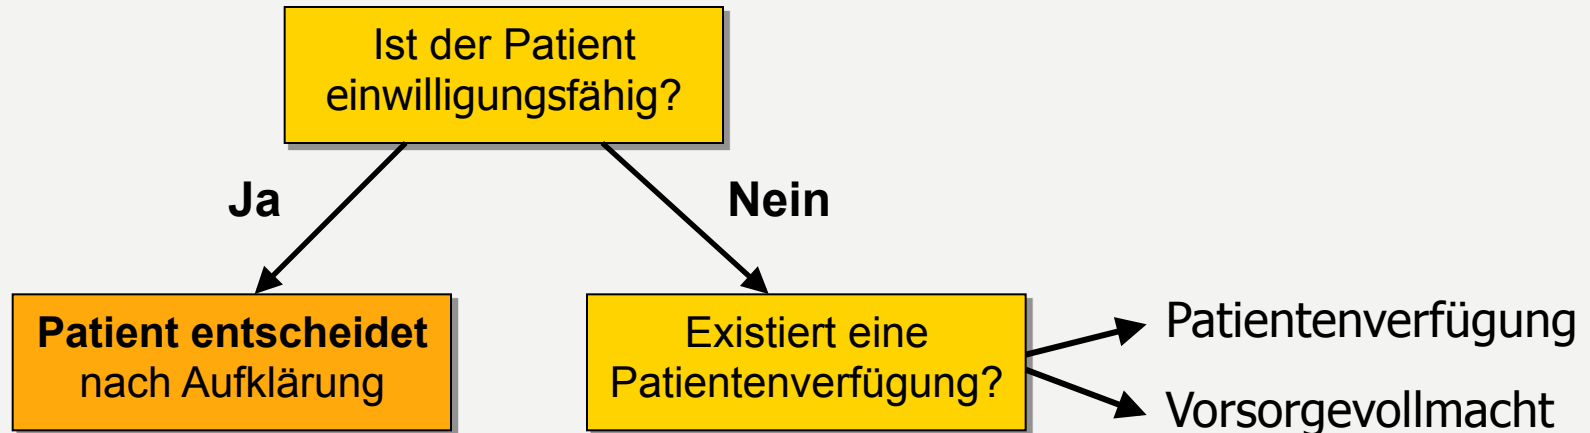 Ist der Patient
einwilligungsfähig?
Ja
Nein
Patient entscheidet
nach Aufklärung
Existiert eine
Patientenverfügung?
Patientenverfügung
Vorsorgevollmacht